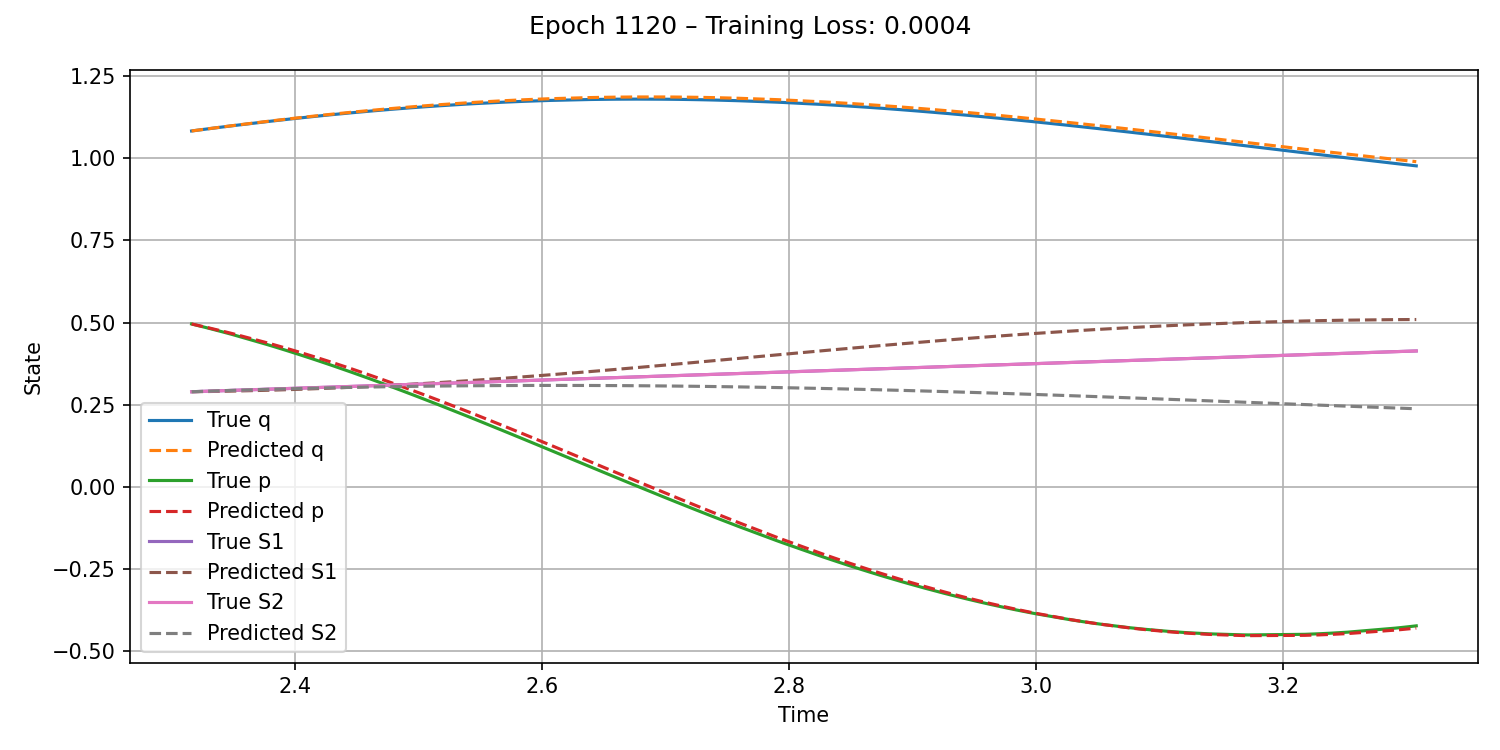 Epoch 1120 – Training Loss: 0.0004
1.25
1.00
0.75
0.50
0.25
0.00
−0.25
−0.50
State
True q
Predicted q
True p
Predicted p
True S1
Predicted S1
True S2
Predicted S2
2.4 2.6 2.8 3.0 3.2
Time